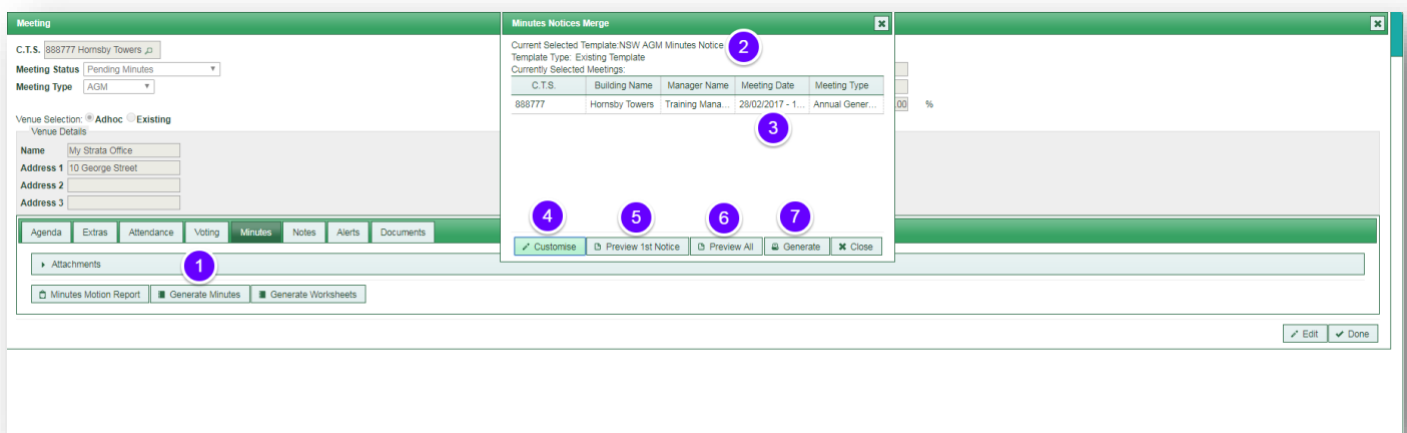 Meeting
C.T.S. 888777 Hornsby Towers
Meeting Status Pending Minutes
Meeting Type AGM
Venue Selection: Adhoc Existing
Venue Details
Name My Strata Office
Address 1 10 George Street
Address 2
Address 3
.00 %
Agenda Extras Attendance Voting Minutes Notes Alerts Documents
Attachments
1
Minutes Motion Report Generate Minutes Generate Worksheets
Edit Done
Minutes Notices Merge
Current Selected Template:NSW AGM Minutes Notice
2
Template Type: Existing Template
Currently Selected Meetings:
C.T.S. Building Name Manager Name Meeting Date Meeting Type
888777 Hornsby Towers Training Mana... 28/02/2017 - 1... Annual Gener...
3
4 5 6 7
Customise Preview 1st Notice Preview All Generate Close